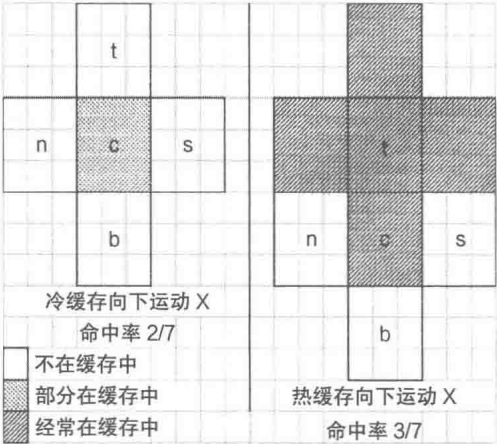 t
n c s
b
冷缓存向下运动 X
命中率 2/7
不在缓存中
部分在缓存中
经常在缓存中
t
n c s
b
热缓存向下运动 X
命中率 3/7